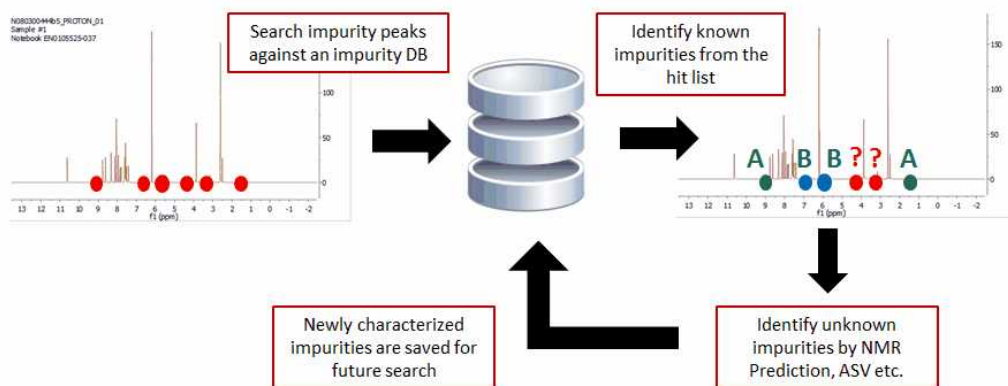 N080300444b5_PROTON_01
Sample #1
Notebook EN0105525-037
Search impurity peaks
against an impurity DB
Identify known
impurities from the
hit list
100
50
0
13 12 11 10 9 8 7 6 5 4 3 2 1 0 -1 -2
f1 (ppm)
150
100
50
0
A B B ? ? A
13 12 11 10 9 8 7 6 5 4 3 2 1 0 -1 -2
f1 (ppm)
Newly characterized
impurities are saved for
future search
Identify unknown
impurities by NMR
Prediction, ASV etc.